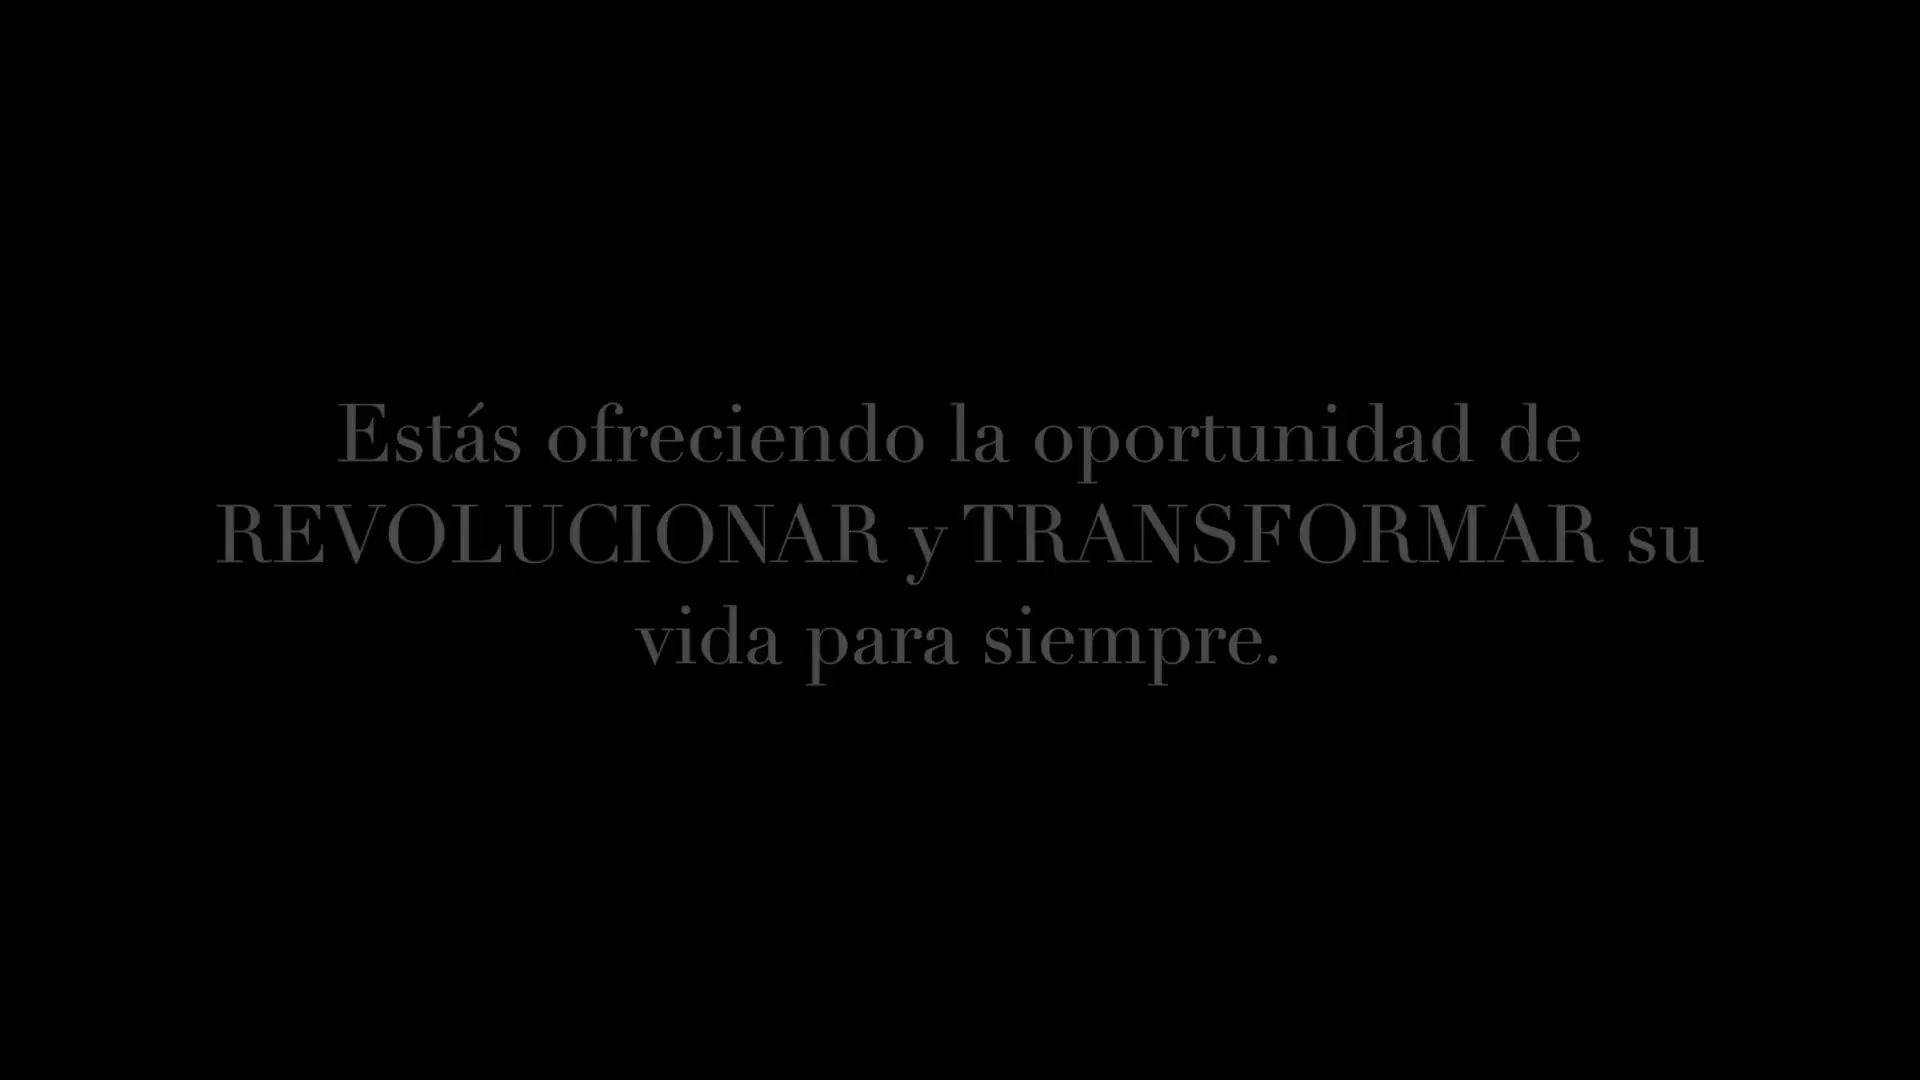 Estás ofreciendo la oportunidad de
REVOLUCIONAR y TRANSFORMAR su
vida para siempre.